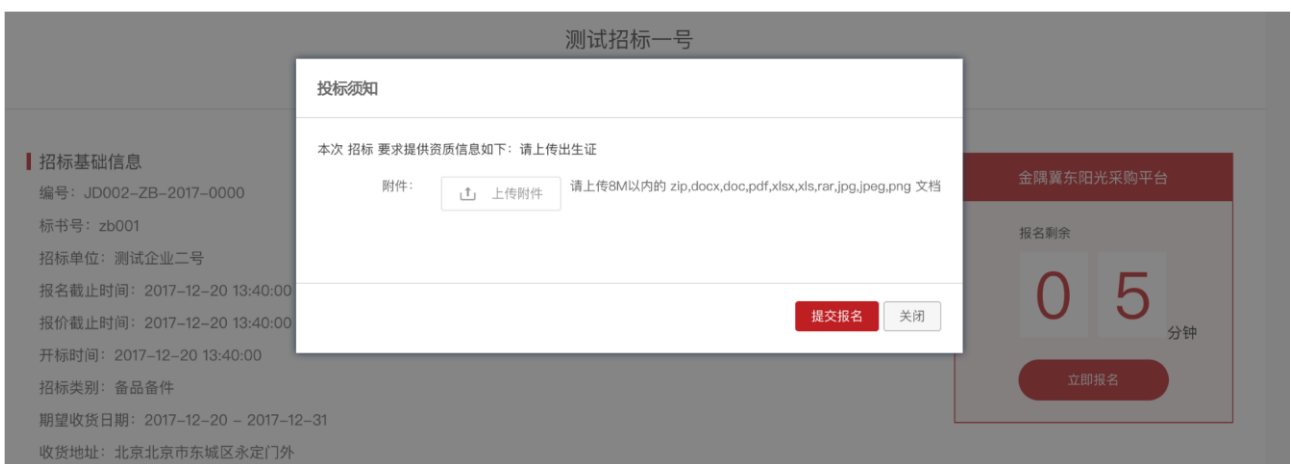 测试招标一号
投标须知
本次 招标 要求提供资质信息如下：请上传出生证
附件：
上传附件
请上传8M以内的 zip,docx,doc,pdf,xlsx,xls,rar,jpg,jpeg,png 文档
提交报名
关闭
招标基础信息
编号：JD002-ZB-2017-0000
标书号：zb001
招标单位：测试企业二号
报名截止时间：2017-12-20 13:40:00
报价截止时间：2017-12-20 13:40:00
开标时间：2017-12-20 13:40:00
招标类别：备品备件
期望收货日期：2017-12-20 ~ 2017-12-31
收货地址：北京北京市东城区永定门外
金隅冀东阳光采购平台
报名剩余
0 5 分钟
立即报名